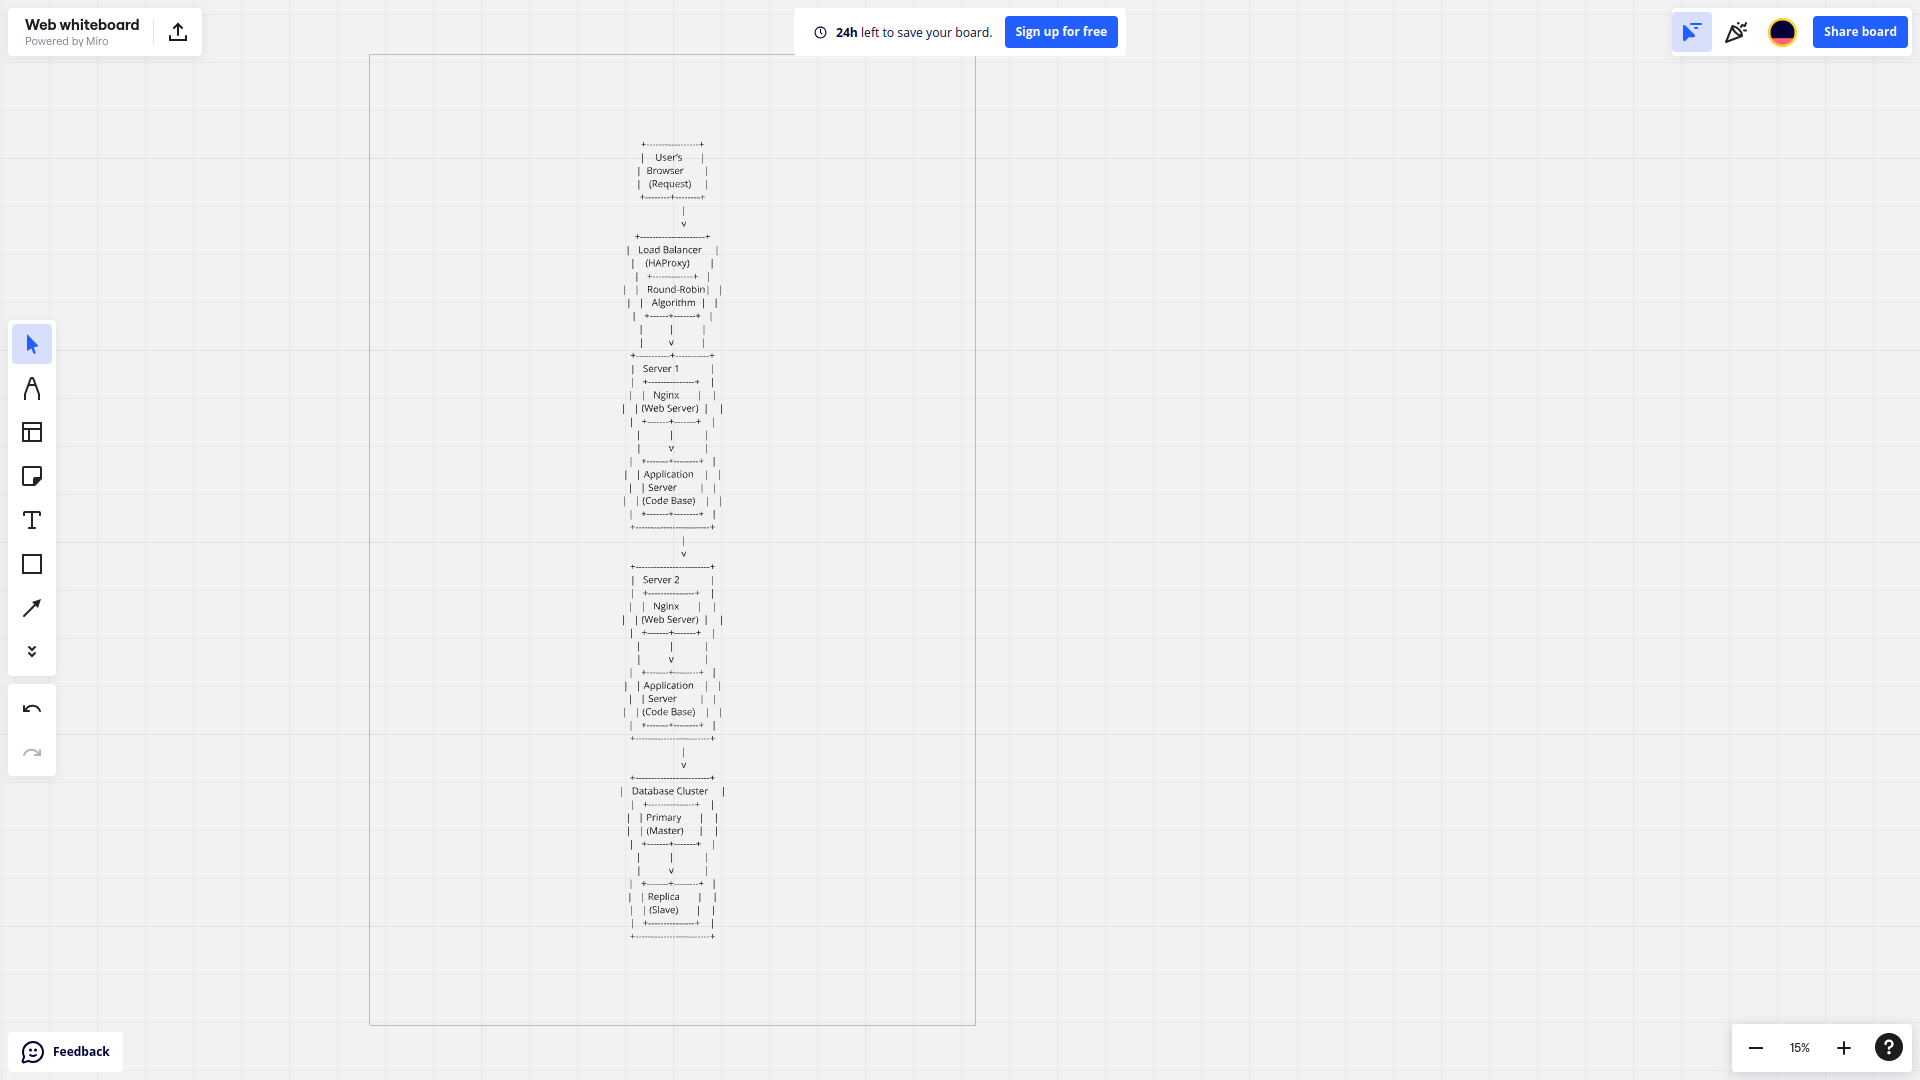 Web whiteboard
Powered by Miro
24h left to save your board.
Sign up for free
Share board
+----------------+
| User's |
| Browser |
| (Request) |
+--------+--------+
|
v
+--------------------+
| Load Balancer |
| (HAProxy) |
| +------------+ |
| | Round-Robin| |
| | Algorithm | |
| +------+-------+ |
| | |
| v |
+-----------+-----------+
| Server 1 |
| +--------------+ |
| | Nginx | |
| | (Web Server) | |
| +-------+-------+ |
| | |
| v |
| +-------+--------+ |
| | Application | |
| | Server | |
| | (Code Base) | |
| +-------+--------+ |
+-----------------------+
|
v
+-----------------------+
| Server 2 |
| +--------------+ |
| | Nginx | |
| | (Web Server) | |
| +-------+-------+ |
| | |
| v |
| +-------+--------+ |
| | Application | |
| | Server | |
| | (Code Base) | |
| +-------+--------+ |
+-----------------------+
|
v
+-----------------------+
| Database Cluster |
| +--------------+ |
| | Primary | |
| | (Master) | |
| +-------+-------+ |
| | |
| v |
| +-------+--------+ |
| | Replica | |
| | (Slave) | |
| +--------------+ |
+-----------------------+
Feedback
15%
?